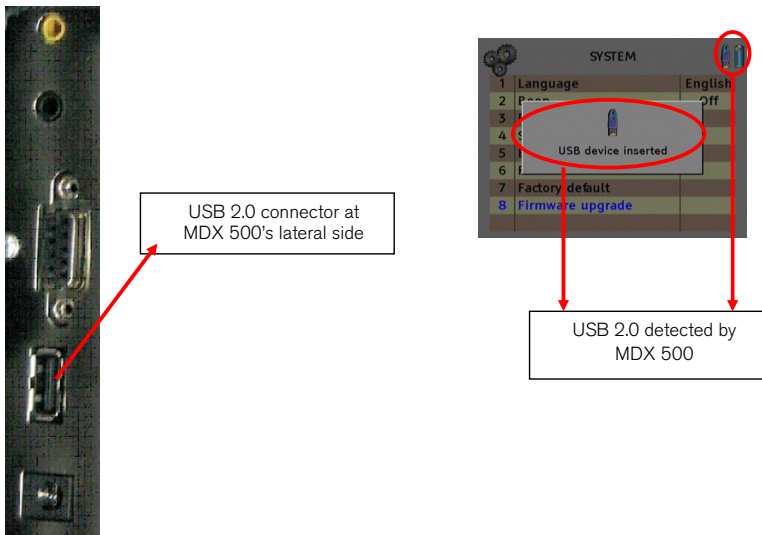 USB 2.0 connector at
MDX 500's lateral side
SYSTEM
1 Language English
2 Off
3
4
USB device inserted
5
6
7 Factory default
8 Firmware upgrade
USB 2.0 detected by
MDX 500